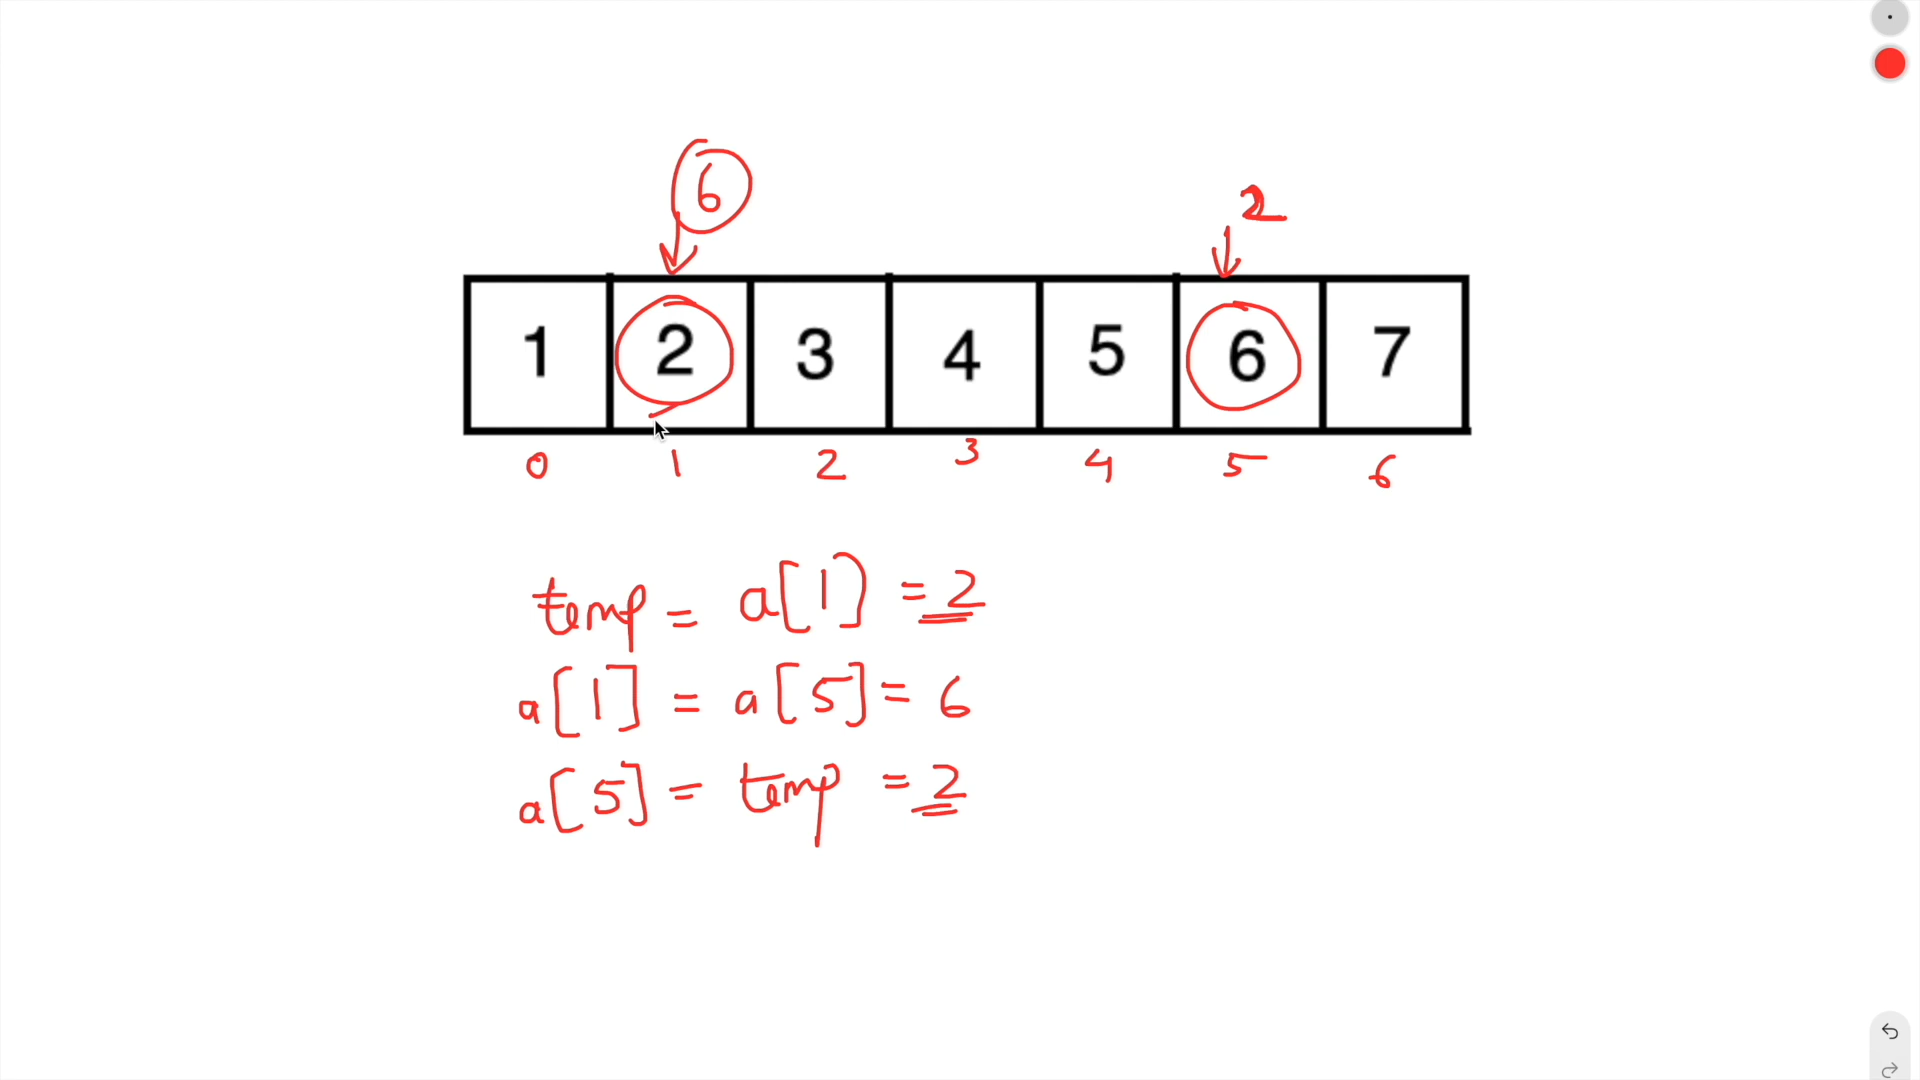 6 2
1 2 3 4 5 6 7
0 1 2 3 4 5 6
temp = a[1) = 2
a[1] = a[5] = 6
a[5] = temp = 2